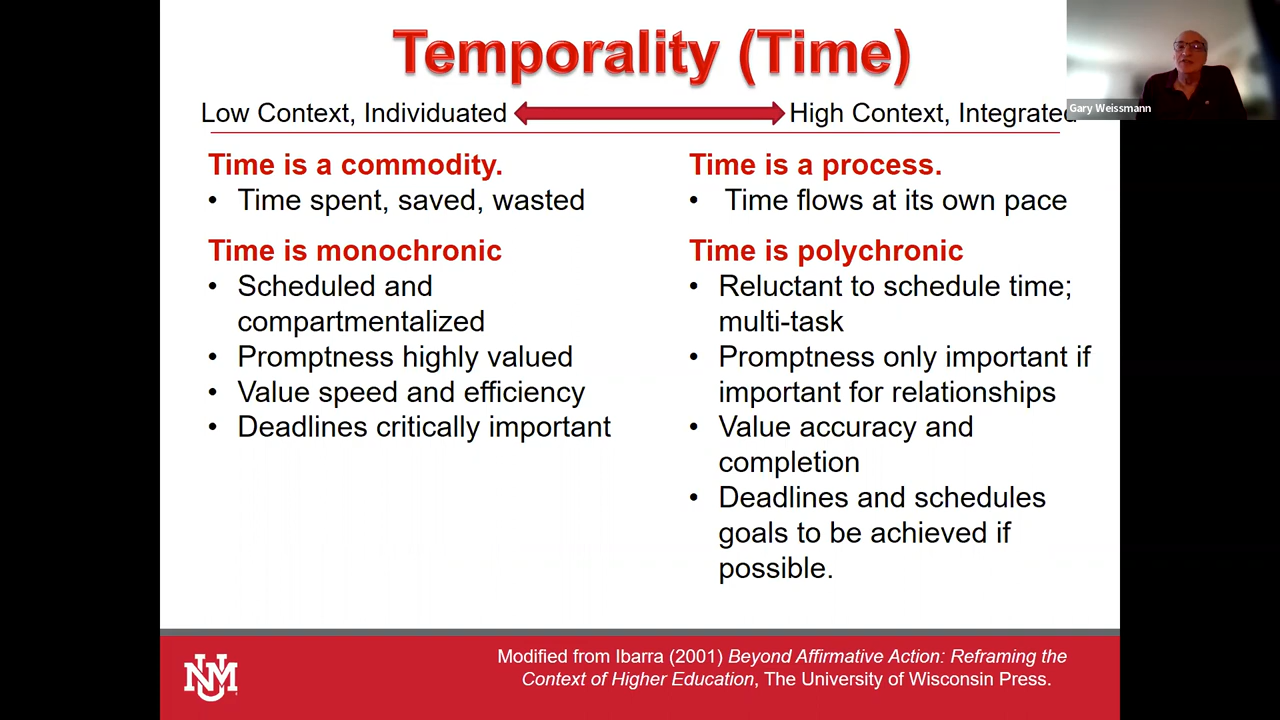 Temporality (Time)
Gary Weissmann
Low Context, Individuated
High Context, Integrated
Time is a commodity.
• Time spent, saved, wasted
Time is monochronic
• Scheduled and
compartmentalized
• Promptness highly valued
• Value speed and efficiency
• Deadlines critically important
Time is a process.
• Time flows at its own pace
Time is polychronic
• Reluctant to schedule time;
multi-task
• Promptness only important if
important for relationships
• Value accuracy and
completion
• Deadlines and schedules
goals to be achieved if
possible.
UNM
Modified from Ibarra (2001) Beyond Affirmative Action: Reframing the
Context of Higher Education, The University of Wisconsin Press.